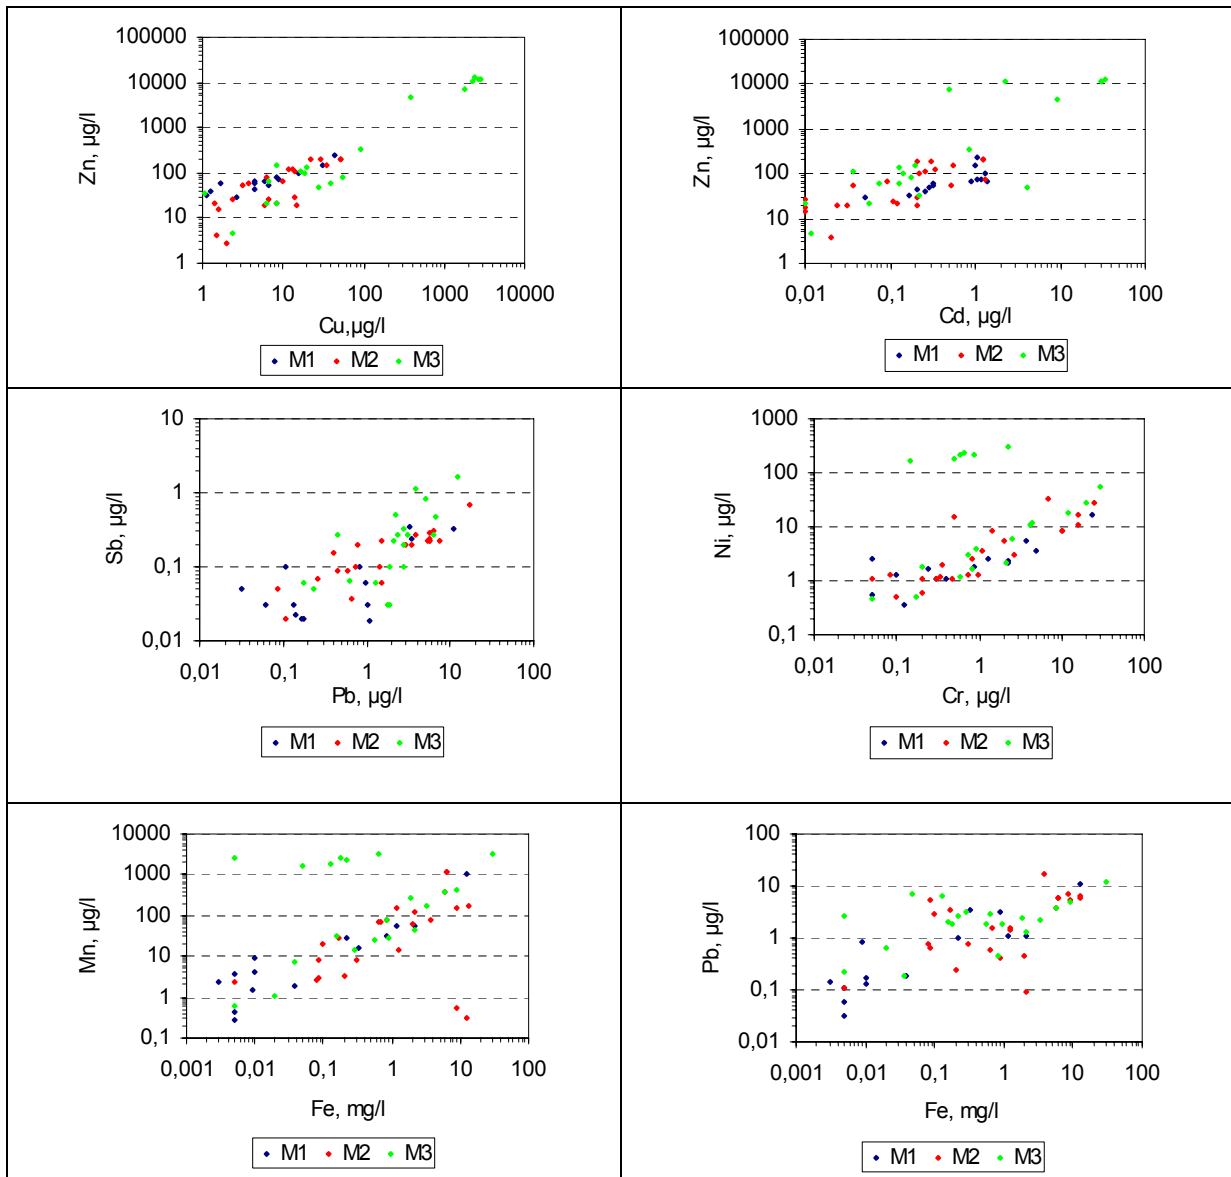 100000
10000
1000
100
10
1
Zn, µg/l
1 10 100 1000 10000
Cu,µg/l
M1 M2 M3
100000
10000
1000
100
10
1
Zn, µg/l
0,01 0,1 1 10 100
Cd, µg/l
M1 M2 M3
10
1
0,1
0,01
Sb, µg/l
0,01 0,1 1 10 100
Pb, µg/l
M1 M2 M3
1000
100
10
1
0,1
Ni, µg/l
0,01 0,1 1 10 100
Cr, µg/l
M1 M2 M3
10000
1000
100
10
1
0,1
Mn, µg/l
0,001 0,01 0,1 1 10 100
Fe, mg/l
M1 M2 M3
100
10
1
0,1
0,01
Pb, µg/l
0,001 0,01 0,1 1 10 100
Fe, mg/l
M1 M2 M3